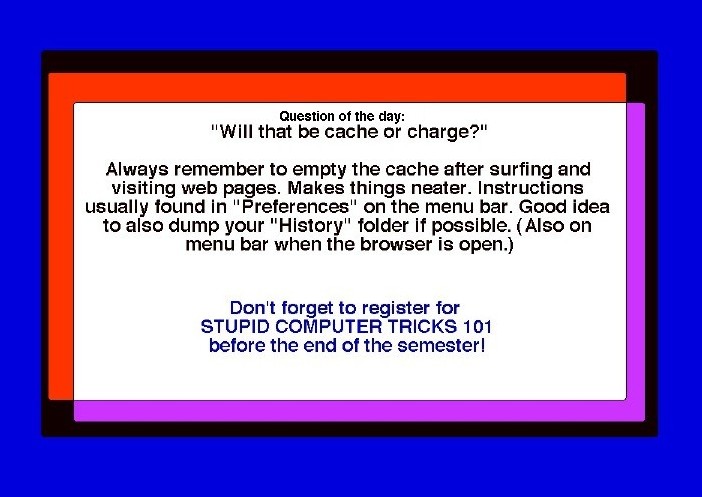 Question of the day:
"Will that be cache or charge?"
Always remember to empty the cache after surfing and
visiting web pages. Makes things neater. Instructions
usually found in "Preferences" on the menu bar. Good idea
to also dump your "History" folder if possible. (Also on
menu bar when the browser is open.)
Don't forget to register for
STUPID COMPUTER TRICKS 101
before the end of the semester!